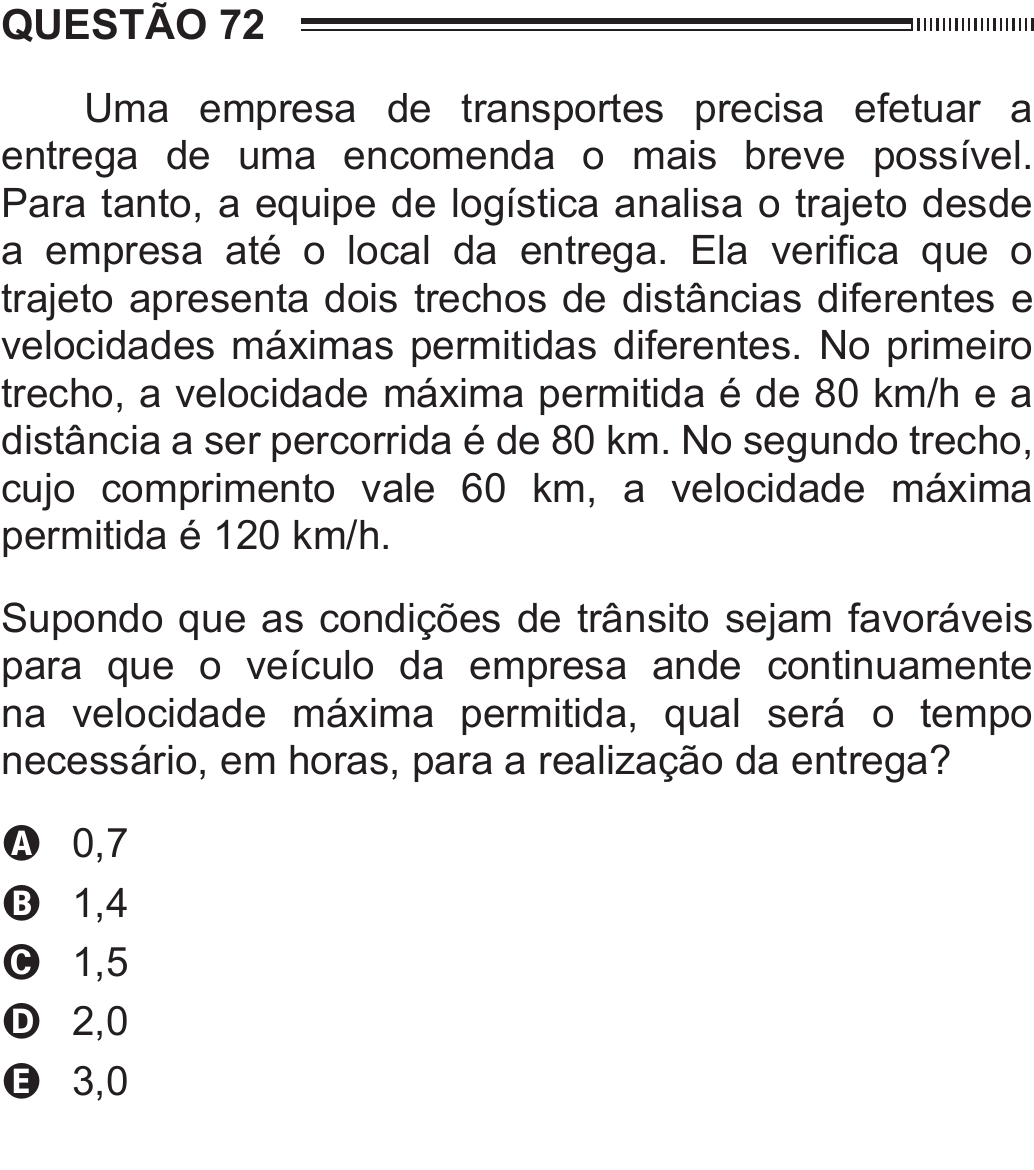 QUESTÃO 72
Uma empresa de transportes precisa efetuar a
entrega de uma encomenda o mais breve possível.
Para tanto, a equipe de logística analisa o trajeto desde
a empresa até o local da entrega. Ela verifica que o
trajeto apresenta dois trechos de distâncias diferentes e
velocidades máximas permitidas diferentes. No primeiro
trecho, a velocidade máxima permitida é de 80 km/h e a
distância a ser percorrida é de 80 km. No segundo trecho,
cujo comprimento vale 60 km, a velocidade máxima
permitida é 120 km/h.
Supondo que as condições de trânsito sejam favoráveis
para que o veículo da empresa ande continuamente
na velocidade máxima permitida, qual será o tempo
necessário, em horas, para a realização da entrega?
A 0,7
B 1,4
C 1,5
D 2,0
E 3,0